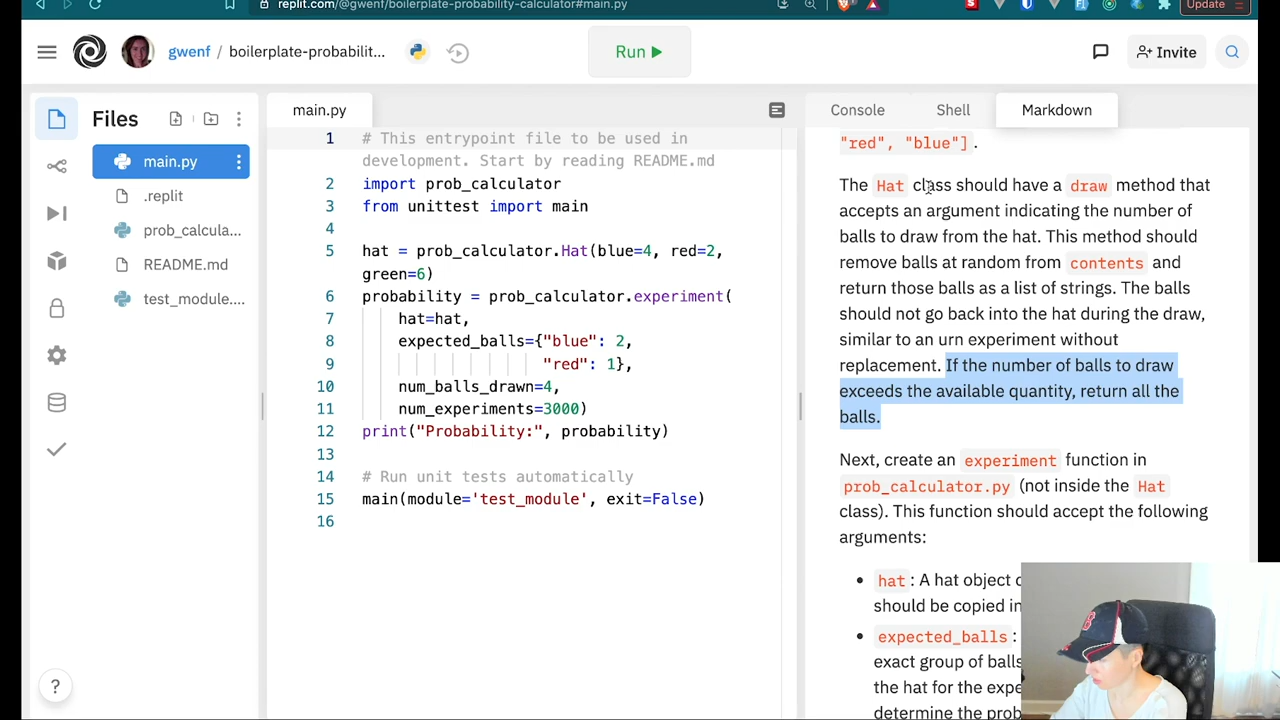 replit.com/@gwenf/boilerplate-probability-calculator#main.py
Update
gwenf / boilerplate-probabilit...
Run
Invite
Files
main.py
.replit
prob_calcula...
README.md
test_module....
?
main.py
1 # This entrypoint file to be used in
development. Start by reading README.md
2 import prob_calculator
3 from unittest import main
4
5 hat = prob_calculator.Hat(blue=4, red=2,
green=6)
6 probability = prob_calculator.experiment(
7 hat=hat,
8 expected_balls={"blue": 2,
9 "red": 1},
10 num_balls_drawn=4,
11 num_experiments=3000)
12 print("Probability:", probability)
13
14 # Run unit tests automatically
15 main(module='test_module', exit=False)
16
Console Shell Markdown
"red", "blue"] .
The Hat class should have a draw method that
accepts an argument indicating the number of
balls to draw from the hat. This method should
remove balls at random from contents and
return those balls as a list of strings. The balls
should not go back into the hat during the draw,
similar to an urn experiment without
replacement. If the number of balls to draw
exceeds the available quantity, return all the
balls.
Next, create an experiment function in
prob_calculator.py (not inside the Hat
class). This function should accept the following
arguments:
• hat : A hat object
should be copied in
• expected_balls :
exact group of balls
the hat for the expe
determine the prob